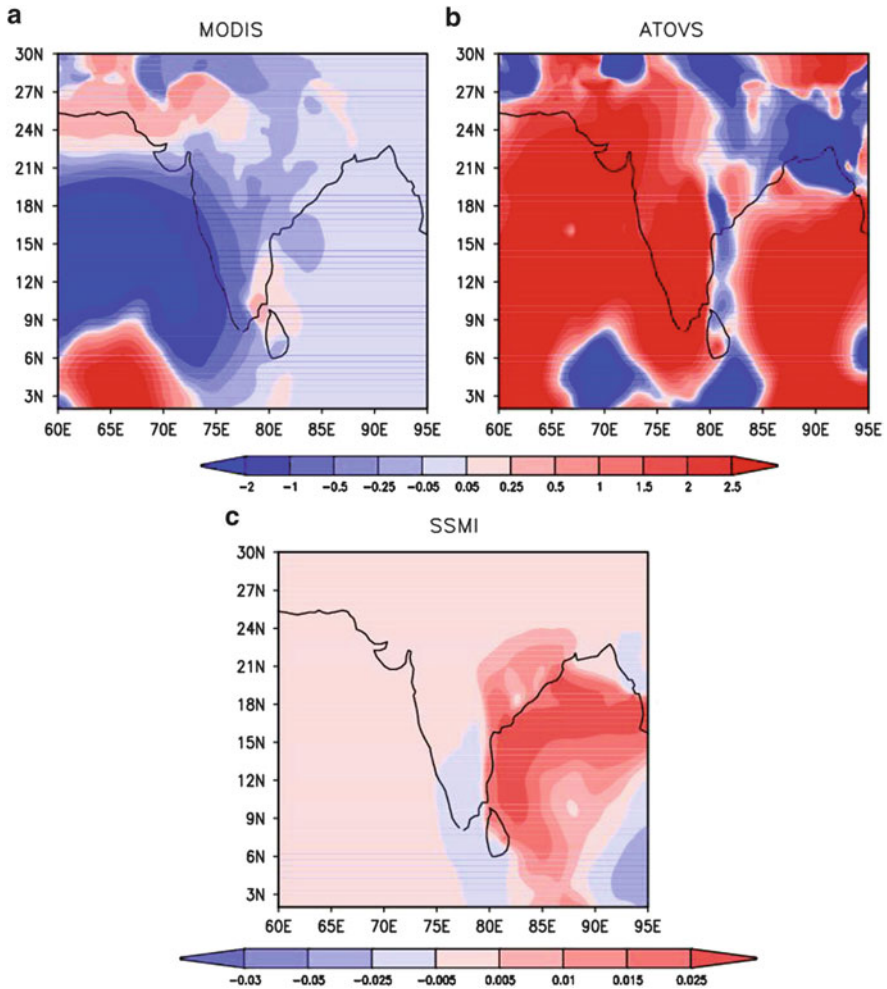 a
MODIS
b
ATOVS
30N
27N
24N
21N
18N
15N
12N
9N
6N
3N
60E 65E 70E 75E 80E 85E 90E 95E
30N
27N
24N
21N
18N
15N
12N
9N
6N
3N
60E 65E 70E 75E 80E 85E 90E 95E
-2 -1 -0.5 -0.25 -0.05 0.05 0.25 0.5 1 1.5 2 2.5
c
SSMI
30N
27N
24N
21N
18N
15N
12N
9N
6N
3N
60E 65E 70E 75E 80E 85E 90E 95E
-0.03 -0.05 -0.025 -0.005 0.005 0.01 0.015 0.025